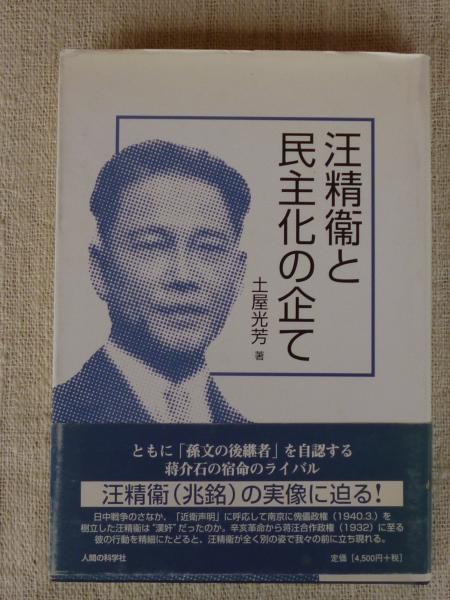 汪精衞と
民主化の企て
土屋光芳 著
ともに「孫文の後継者」を自認する
蔣介石の宿命のライバル
汪精衞(兆銘)の実像に迫る!
日中戦争のさなか、「近衛声明」に呼応して南京に傀儡政権(1940.3.)を
樹立した汪精衞は“漢奸”だったのか。辛亥革命から蔣汪合作政権(1932)に至る
彼の行動を精細にたどると、汪精衞が全く別の姿で我々の前に立ち現れる。
人間の科学社
定価[4,500円+税]